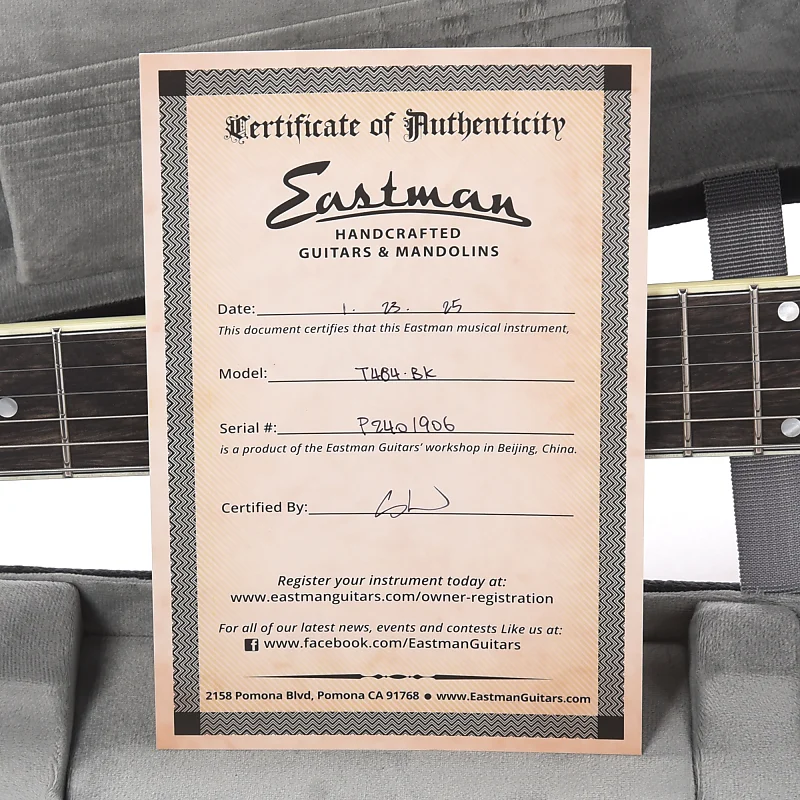 Certificate of Authenticity
Eastman
HANDCRAFTED
GUITARS & MANDOLINS
Date: 1. 23. 25
This document certifies that this Eastman musical instrument,
Model: T484-BK
Serial #: P2401906
is a product of the Eastman Guitars' workshop in Beijing, China.
Certified By:
Register your instrument today at:
www.eastmanguitars.com/owner-registration
For all of our latest news, events and contests Like us at:
f www.facebook.com/EastmanGuitars
2158 Pomona Blvd, Pomona CA 91768 ● www.EastmanGuitars.com